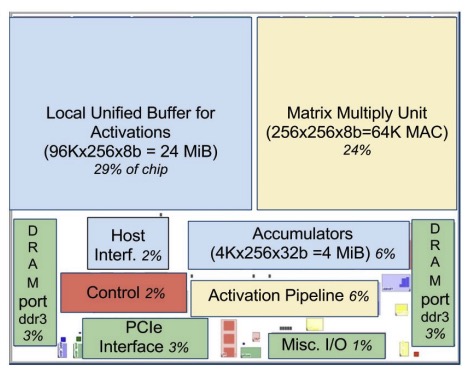 Local Unified Buffer for
Activations
(96Kx256x8b = 24 MiB)
29% of chip
Matrix Multiply Unit
(256x256x8b=64K MAC)
24%
D
R
A
M
port
ddr3
3%
Host
Interf. 2%
Accumulators
(4Kx256x32b =4 MiB) 6%
D
R
A
M
port
ddr3
3%
Control 2%
Activation Pipeline 6%
PCIe
Interface 3%
Misc. I/O 1%